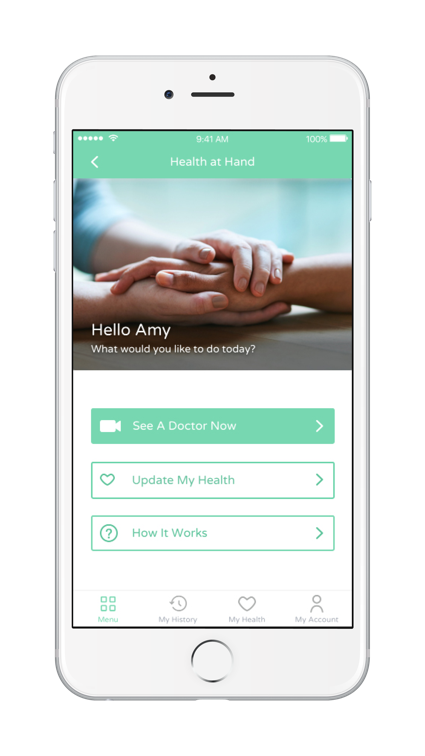 9:41 AM 100%
Health at Hand
Hello Amy
What would you like to do today?
See A Doctor Now
Update My Health
How It Works
Menu My History My Health My Account